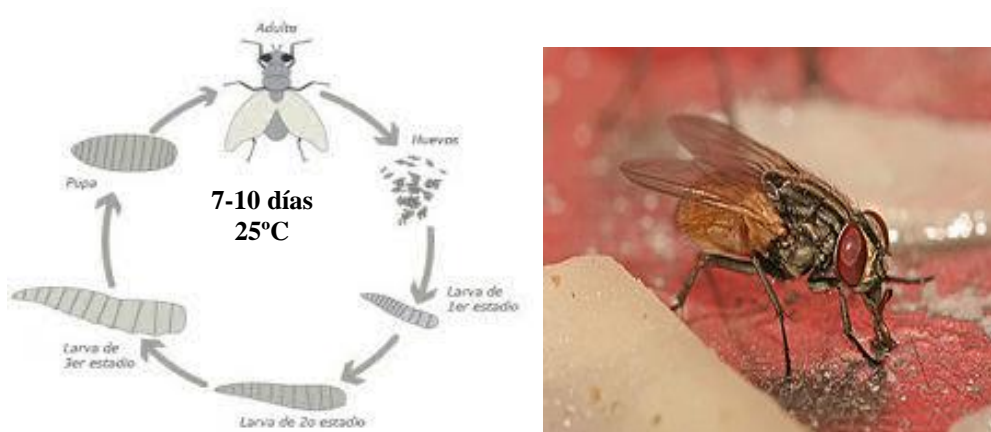 Adulto
Huevos
Larva de
1er estadio
Larva de 2o estadio
Larva de
3er estadio
Pupa
7-10 días
25ºC